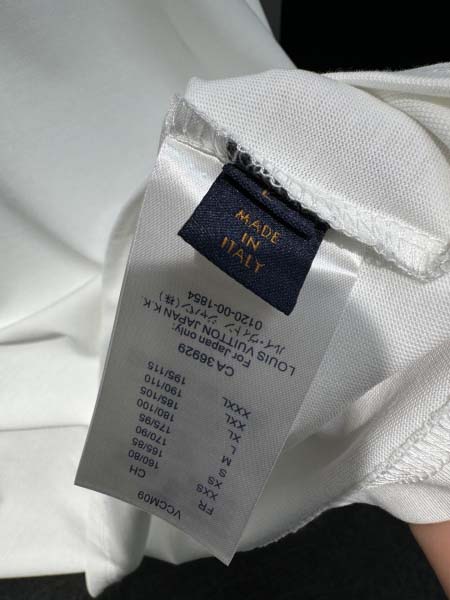 L
MADE
IN
ITALY
VCCM09
FR CH
XXS 160/80
XS 165/85
S 170/90
M 175/95
L 180/100
XL 185/105
XXL 190/110
XXXL 195/115
CA 36929
For Japan only:
LOUIS VUITTON JAPAN K.K.
ルイ・ヴィトン ジャパン(株)
0120-00-1854